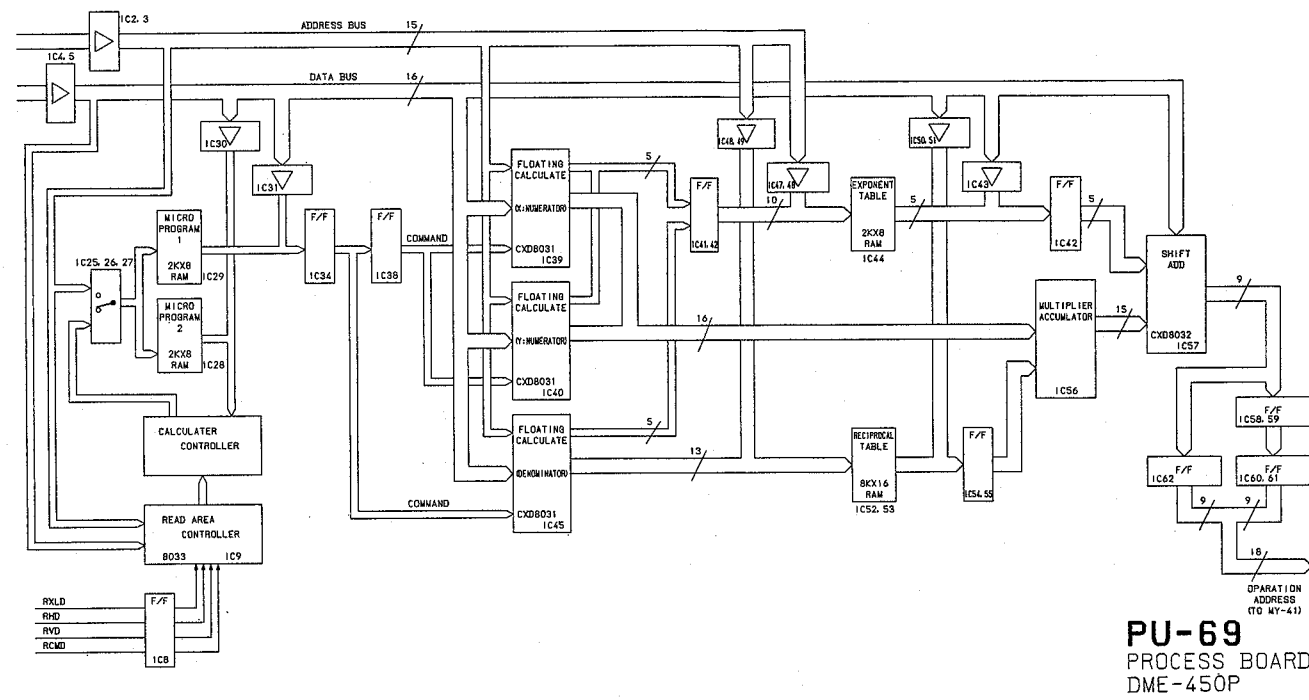 IC2, 3
ADDRESS BUS
15
IC4, 5
DATA BUS
16
IC30
IC31
IC48, 49
IC47, 48
IC50, 51
IC43
FLOATING
CALCULATE
(X:NUMERATOR)
CXD8031
IC39
5
F/F
IC41, 42
10
EXPONENT
TABLE
2KX8
RAM
IC44
5
F/F
IC42
5
MICRO
PROGRAM
1
2KX8
RAM
IC29
F/F
IC34
F/F
IC38
COMMAND
IC25, 26, 27
MICRO
PROGRAM
2
2KX8
RAM
IC28
FLOATING
CALCULATE
(Y:NUMERATOR)
CXD8031
IC40
16
MULTIPLIER
ACCUMLATOR
IC56
15
SHIFT
ADD
CXD8032
IC57
9
CALCULATER
CONTROLLER
FLOATING
CALCULATE
(DENOMINATOR)
CXD8031
IC45
5
13
RECIPROCAL
TABLE
8KX16
RAM
IC52, 53
F/F
IC54, 55
F/F
IC58, 59
F/F
IC62
F/F
IC60, 61
9
9
18
OPARATION
ADDRESS
(TO MY-41)
COMMAND
READ AREA
CONTROLLER
8033
IC9
RXLD
RHD
RVD
RCMD
F/F
IC8
PU-69
PROCESS BOARD
DME-450P